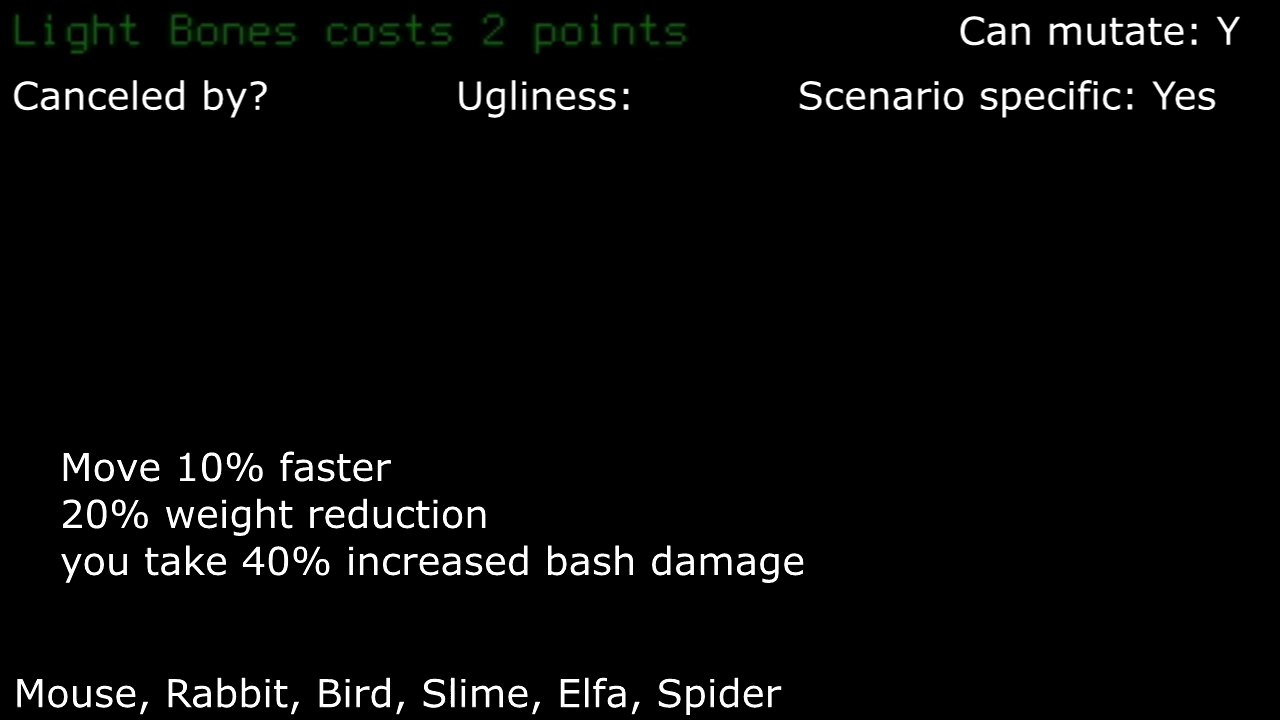 Light Bones costs 2 points
Can mutate: Y
Canceled by?
Ugliness:
Scenario specific: Yes
Move 10% faster
20% weight reduction
you take 40% increased bash damage
Mouse, Rabbit, Bird, Slime, Elfa, Spider